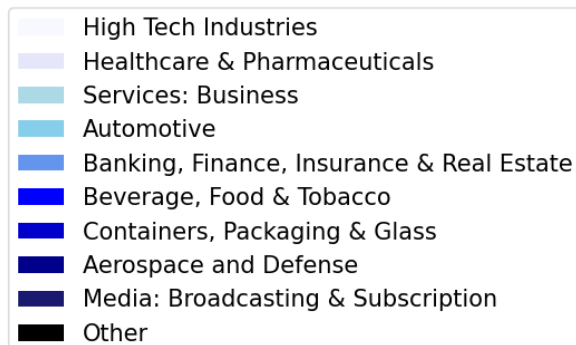 High Tech Industries
Healthcare & Pharmaceuticals
Services: Business
Automotive
Banking, Finance, Insurance & Real Estate
Beverage, Food & Tobacco
Containers, Packaging & Glass
Aerospace and Defense
Media: Broadcasting & Subscription
Other